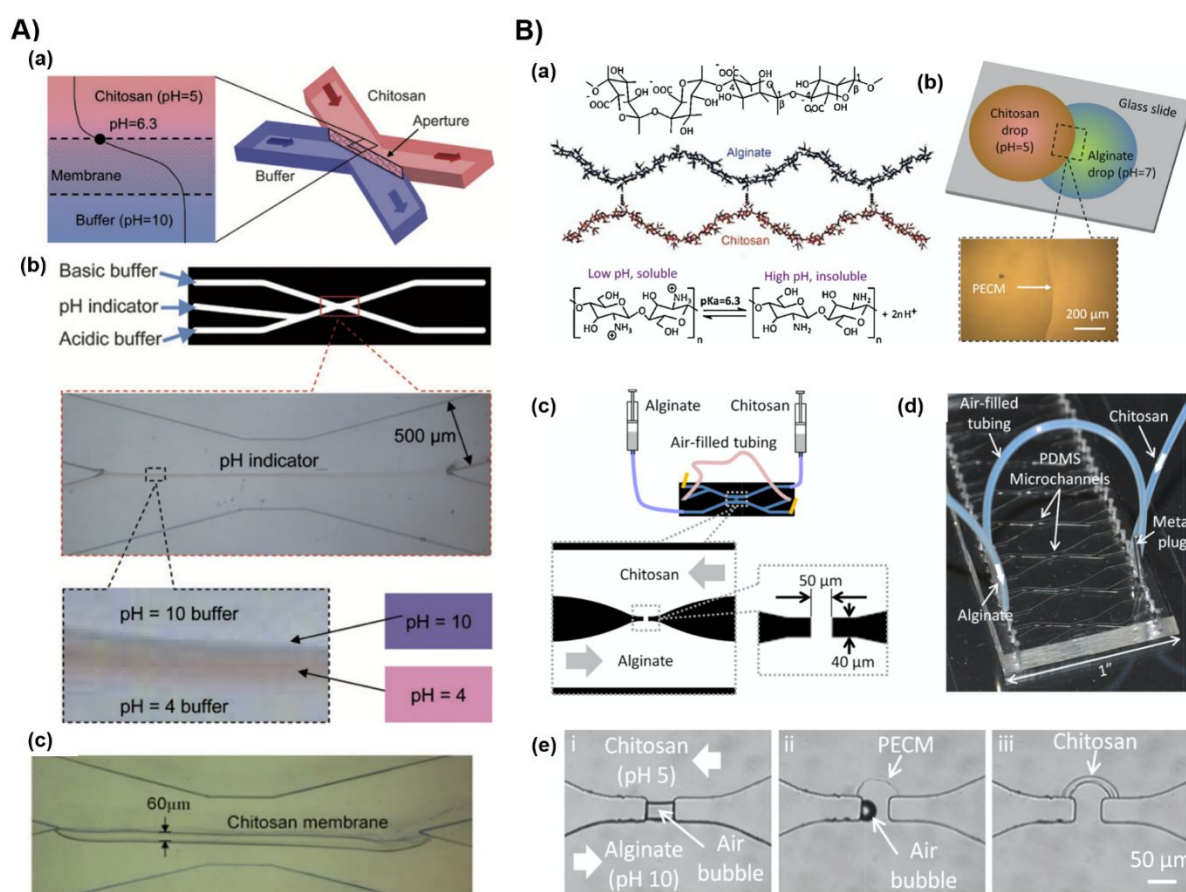 A)
(a)
Chitosan (pH=5)
pH=6.3
Membrane
Buffer (pH=10)
Chitosan
Aperture
Buffer
(b)
Basic buffer
pH indicator
Acidic buffer
500 μm
pH indicator
pH = 10 buffer
pH = 4 buffer
pH = 10
pH = 4
(c)
60μm
Chitosan membrane
B)
(a)
Alginate
Chitosan
Low pH, soluble
High pH, insoluble
pKa=6.3
+ 2nH+
(b)
Glass slide
Chitosan
drop
(pH=5)
Alginate
drop (pH=7)
PECM
200 μm
(c)
Alginate
Chitosan
Air-filled tubing
Chitosan
Alginate
50 μm
40 μm
(d)
Air-filled
tubing
Chitosan
PDMS
Microchannels
Metal
plug
Alginate
1"
(e)
i
Chitosan
(pH 5)
Air
bubble
Alginate
(pH 10)
ii
PECM
Air
bubble
iii
Chitosan
50 μm